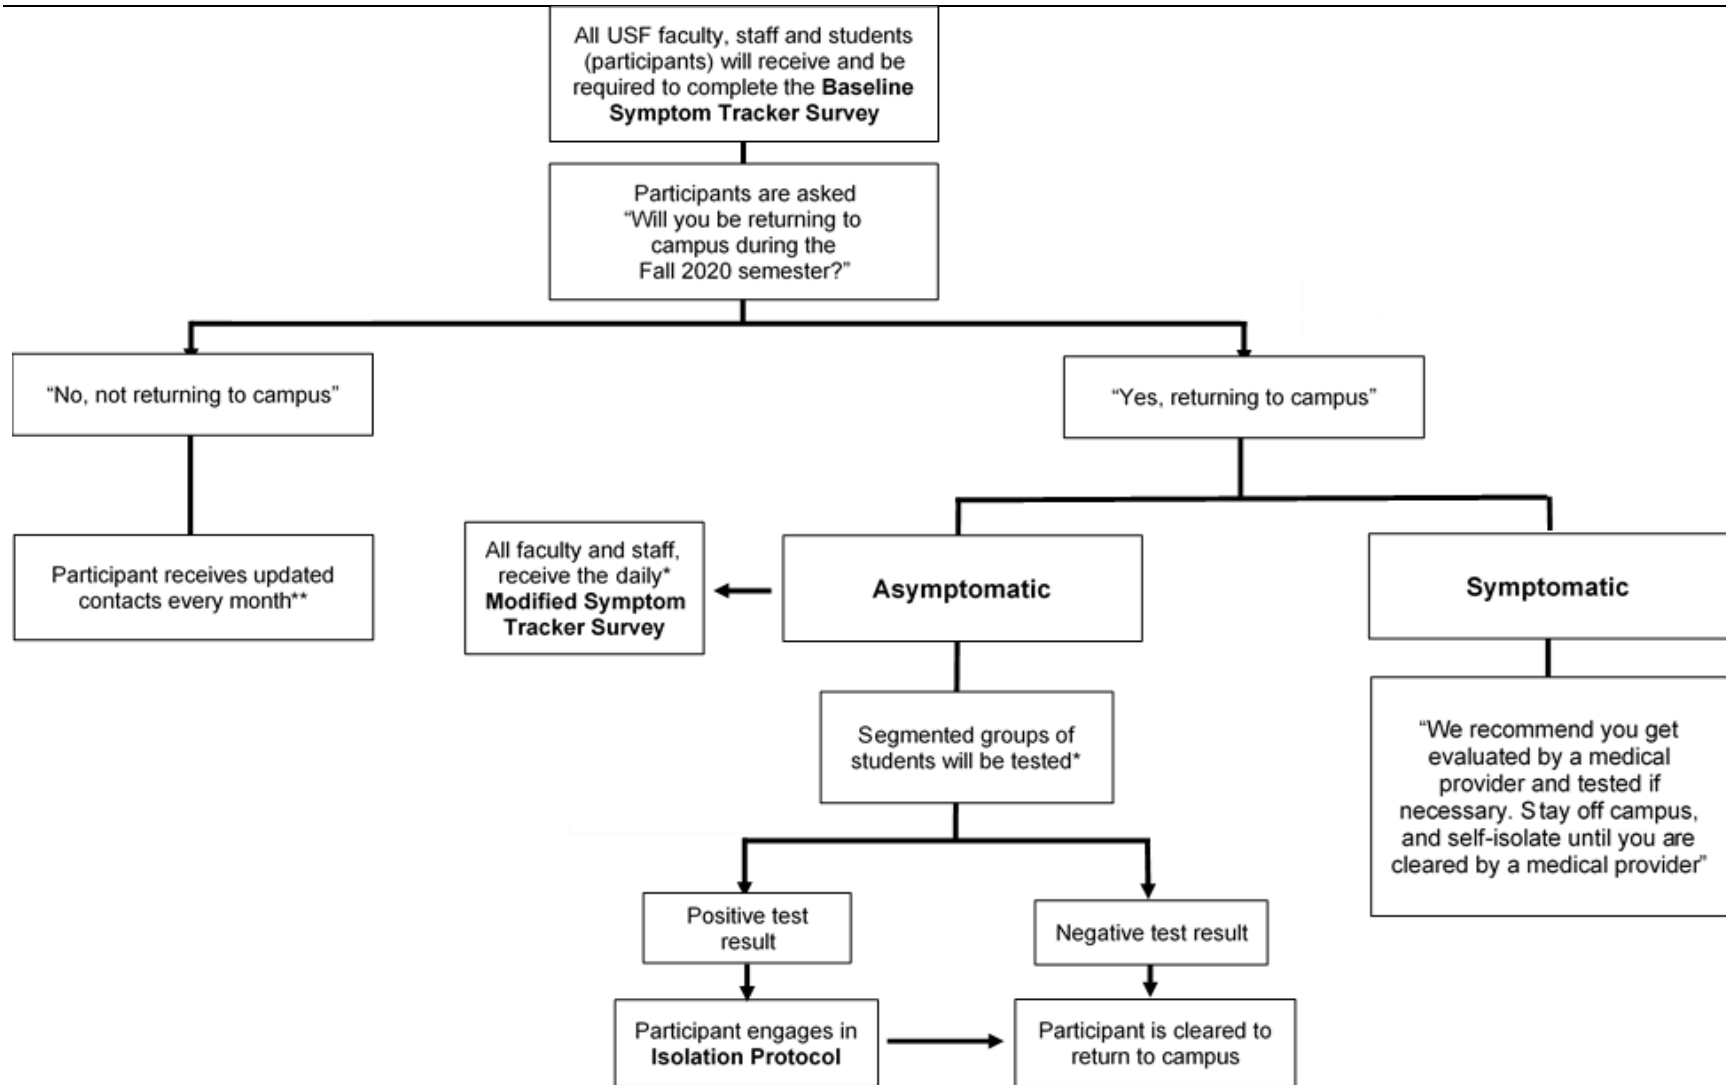 All USF faculty, staff and students
(participants) will receive and be
required to complete the Baseline
Symptom Tracker Survey
Participants are asked
“Will you be returning to
campus during the
Fall 2020 semester?”
“No, not returning to campus”
“Yes, returning to campus”
Participant receives updated
contacts every month**
All faculty and staff,
receive the daily*
Modified Symptom
Tracker Survey
Asymptomatic
Symptomatic
Segmented groups of
students will be tested*
“We recommend you get
evaluated by a medical
provider and tested if
necessary. Stay off campus,
and self-isolate until you are
cleared by a medical provider”
Positive test
result
Negative test result
Participant engages in
Isolation Protocol
Participant is cleared to
return to campus